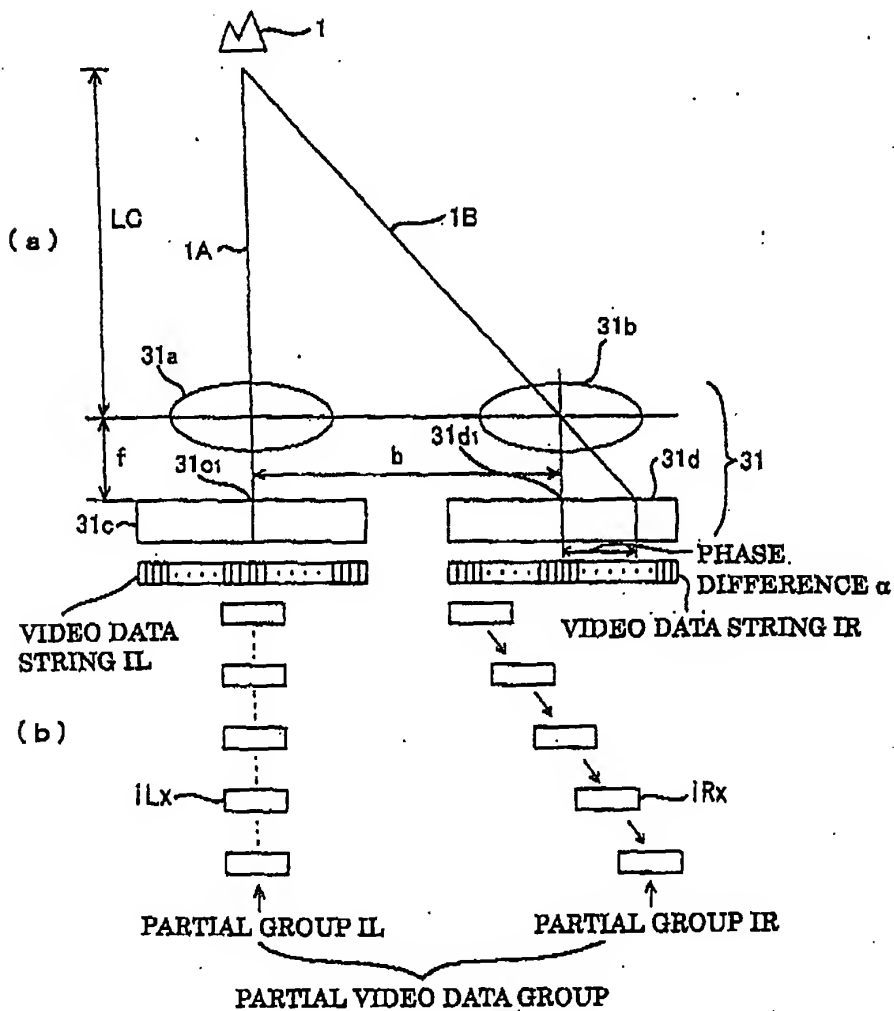 1
LC
(a)
1A
1B
31a
31b
f
31c1
b
31d1
31d
31
31c
PHASE
DIFFERENCE α
VIDEO DATA
STRING IL
VIDEO DATA STRING IR
(b)
iLx
iRx
PARTIAL GROUP IL
PARTIAL GROUP IR
PARTIAL VIDEO DATA GROUP